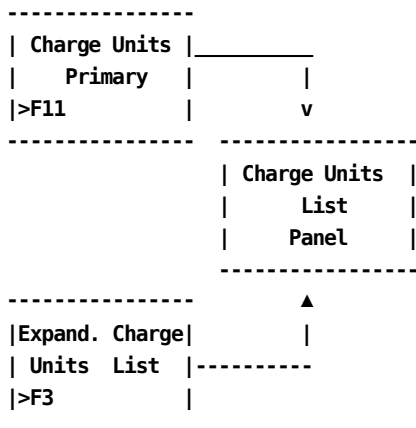 Charge Units
Primary
>F11
v
Charge Units
List
Panel
Expand. Charge
Units List
>F3